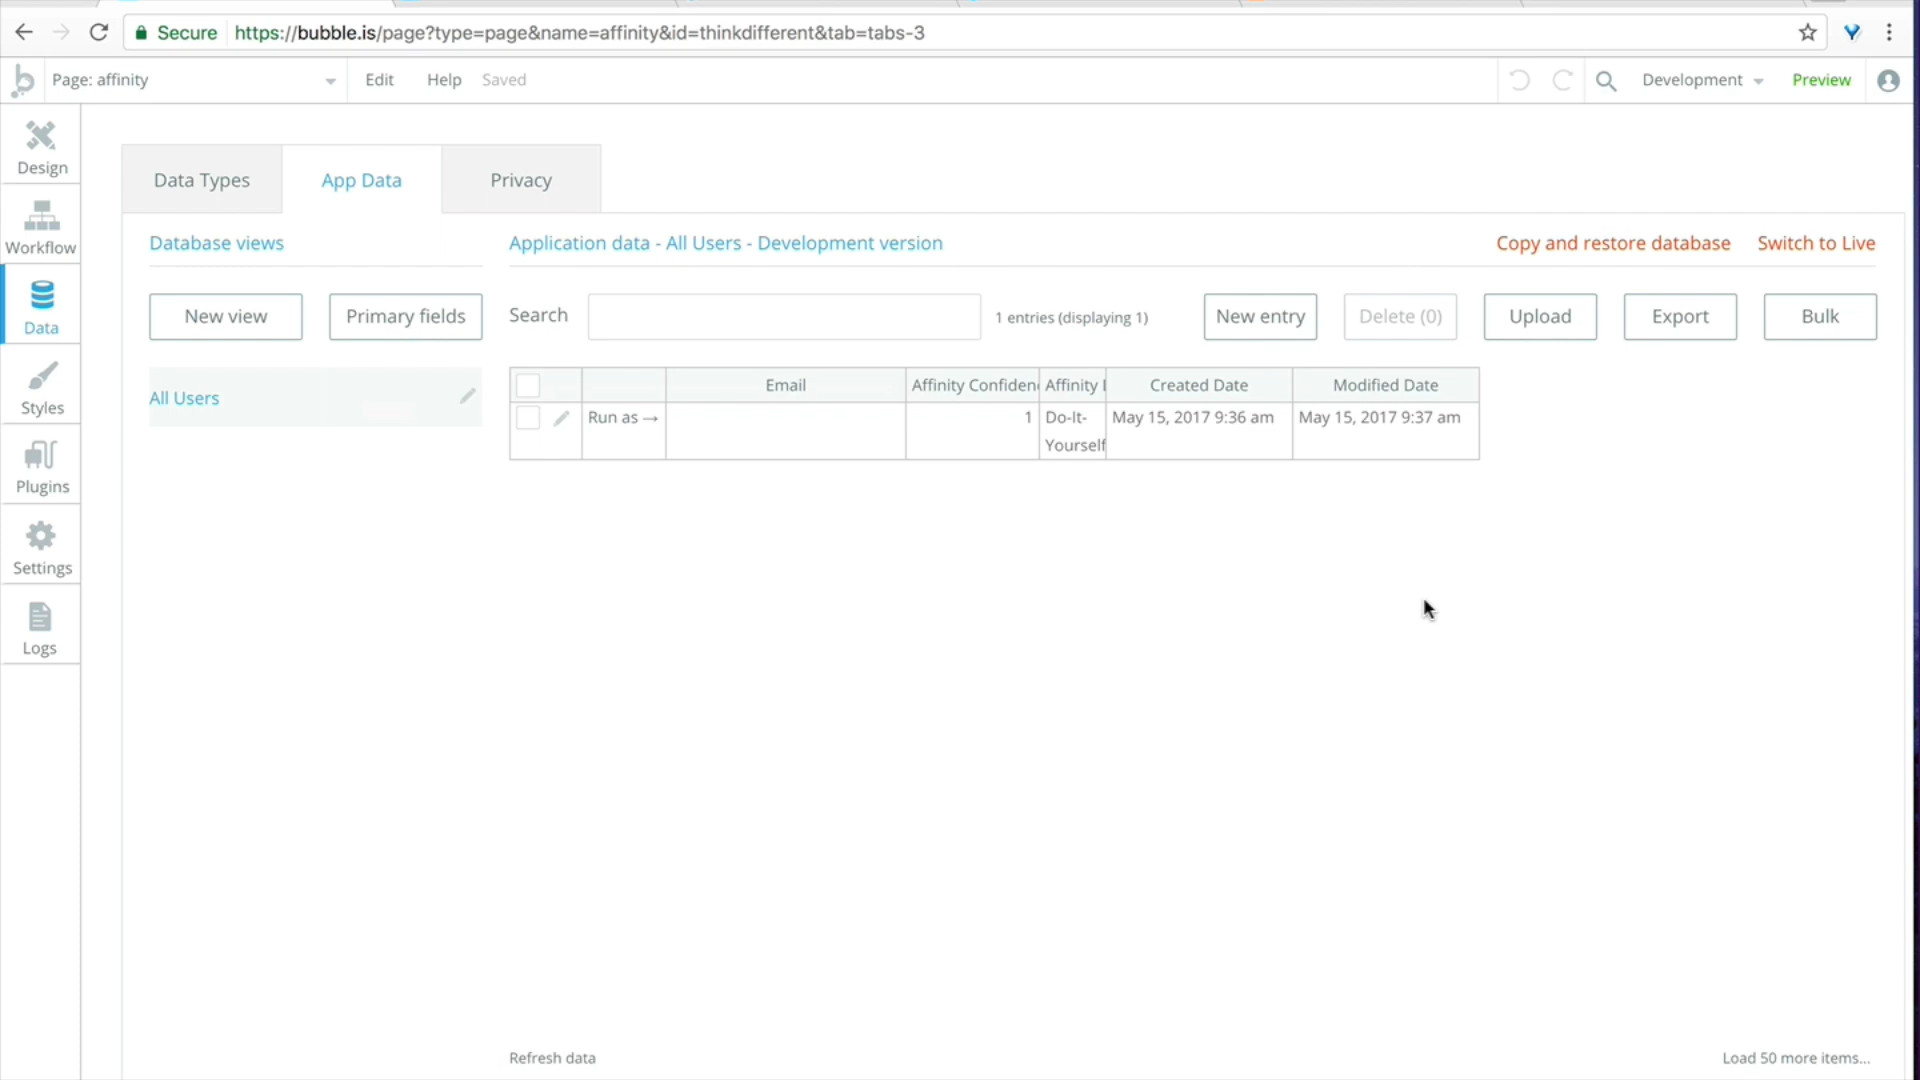 Secure https://bubble.is/page?type=page&name=affinity&id=thinkdifferent&tab=tabs-3
Page: affinity Edit Help Saved Development Preview
Design
Workflow
Data
Styles
Plugins
Settings
Logs
Data Types App Data Privacy
Database views
New view Primary fields
All Users
Application data - All Users - Development version Copy and restore database Switch to Live
Search 1 entries (displaying 1) New entry Delete (0) Upload Export Bulk
Email Affinity Confiden Affinity Created Date Modified Date
Run as → 1 Do-It- May 15, 2017 9:36 am May 15, 2017 9:37 am
Yourself
Refresh data Load 50 more items...